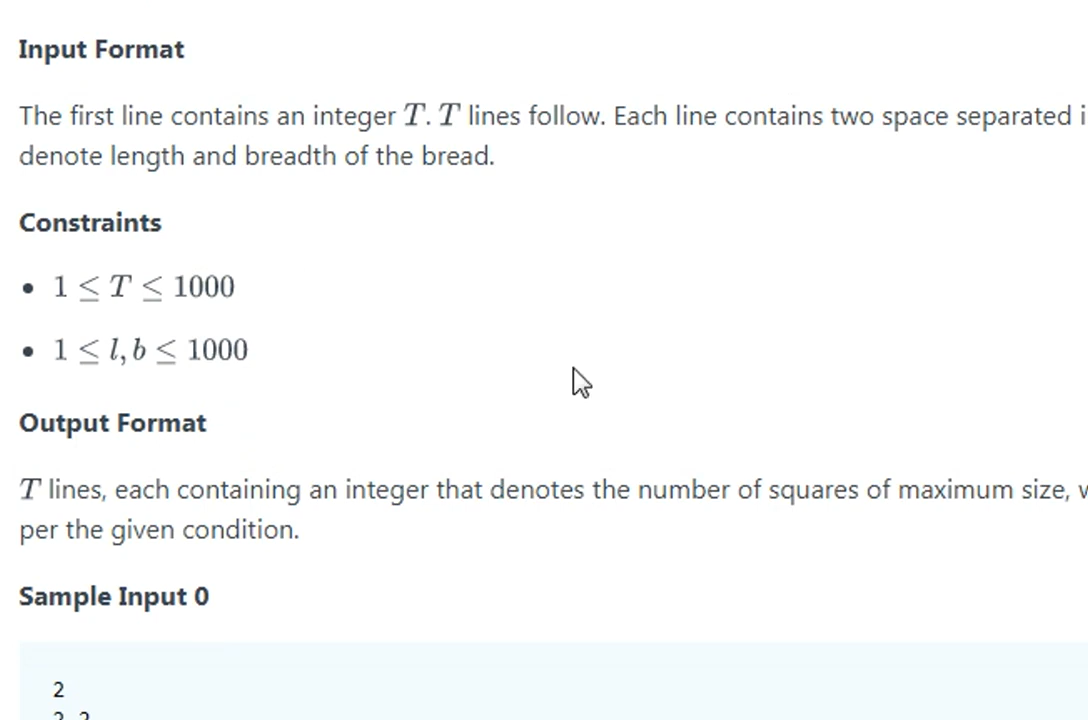 Input Format
The first line contains an integer T. T lines follow. Each line contains two space separated
denote length and breadth of the bread.
Constraints
• 1 ≤ T ≤ 1000
• 1 ≤ l, b ≤ 1000
Output Format
T lines, each containing an integer that denotes the number of squares of maximum size,
per the given condition.
Sample Input 0
2
2 2